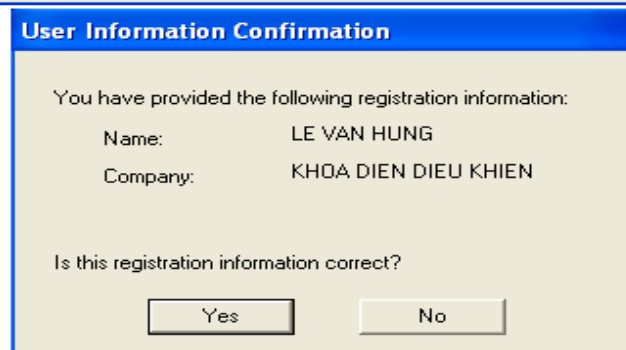 User Information Confirmation
You have provided the following registration information:
Name: LE VAN HUNG
Company: KHOA DIEN DIEU KHIEN
Is this registration information correct?
Yes No